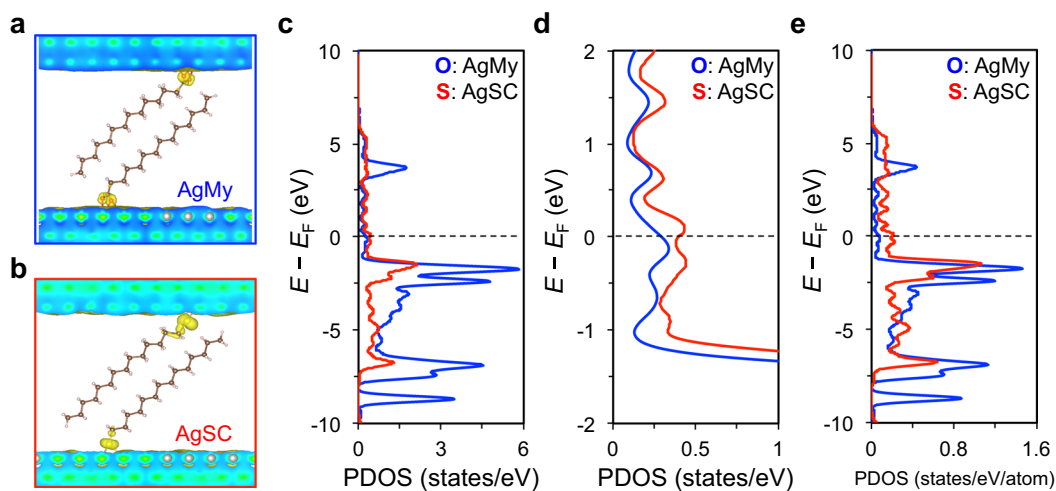 a
AgMy
b
AgSC
c
O: AgMy
S: AgSC
10
5
0
-5
-10
E − EF (eV)
0
3
6
PDOS (states/eV)
d
O: AgMy
S: AgSC
2
1
0
-1
-2
E − EF (eV)
0
0.5
1
PDOS (states/eV)
e
O: AgMy
S: AgSC
10
5
0
-5
-10
E − EF (eV)
0
0.8
1.6
PDOS (states/eV/atom)